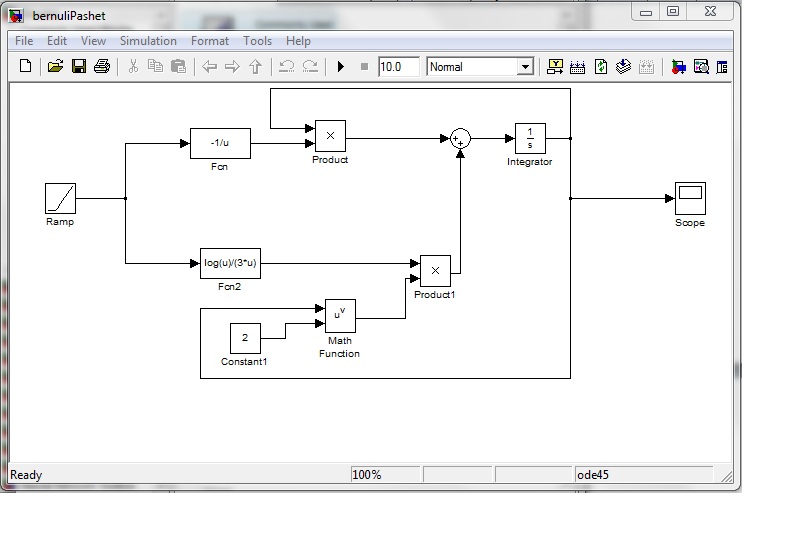 bernuliPashet
File Edit View Simulation Format Tools Help
10.0 Normal
-1/u
Fcn
×
Product
1
s
Integrator
Ramp
Scope
log(u)/(3*u)
Fcn2
×
Product1
u^v
Math
Function
2
Constant1
Ready 100% ode45